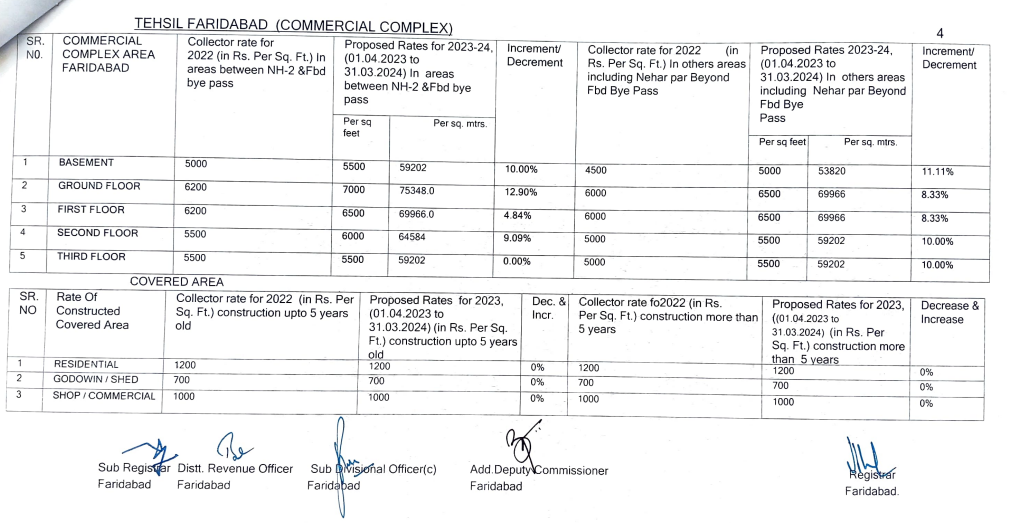 TEHSIL FARIDABAD (COMMERCIAL COMPLEX)
4
SR. N0. COMMERCIAL COMPLEX AREA FARIDABAD Collector rate for 2022 (in Rs. Per Sq. Ft.) In areas between NH-2 &Fbd bye pass Proposed Rates for 2023-24, (01.04.2023 to 31.03.2024) In areas between NH-2 &Fbd bye pass Increment/ Decrement Collector rate for 2022 (in Rs. Per Sq. Ft.) In others areas including Nehar par Beyond Fbd Bye Pass Proposed Rates 2023-24, (01.04.2023 to 31.03.2024) In others areas including Nehar par Beyond Fbd Bye Pass Increment/ Decrement
Per sq feet Per sq. mtrs. Per sq feet Per sq. mtrs.
1 BASEMENT 5000 5500 59202 10.00% 4500 5000 53820 11.11%
2 GROUND FLOOR 6200 7000 75348.0 12.90% 6000 6500 69966 8.33%
3 FIRST FLOOR 6200 6500 69966.0 4.84% 6000 6500 69966 8.33%
4 SECOND FLOOR 5500 6000 64584 9.09% 5000 5500 59202 10.00%
5 THIRD FLOOR 5500 5500 59202 0.00% 5000 5500 59202 10.00%
COVERED AREA
SR. NO Rate Of Constructed Covered Area Collector rate for 2022 (in Rs. Per Sq. Ft.) construction upto 5 years old Proposed Rates for 2023, (01.04.2023 to 31.03.2024) (in Rs. Per Sq. Ft.) construction upto 5 years old Dec. & Incr. Collector rate fo2022 (in Rs. Per Sq. Ft.) construction more than 5 years Proposed Rates for 2023, ((01.04.2023 to 31.03.2024) (in Rs. Per Sq. Ft.) construction more than 5 years Decrease & Increase
1 RESIDENTIAL 1200 1200 0% 1200 1200 0%
2 GODOWIN / SHED 700 700 0% 700 700 0%
3 SHOP / COMMERCIAL 1000 1000 0% 1000 1000 0%
Sub Registrar Distt. Revenue Officer Sub Divisional Officer(c) Add.Deputy Commissioner Registrar
Faridabad Faridabad Faridabad Faridabad Faridabad.